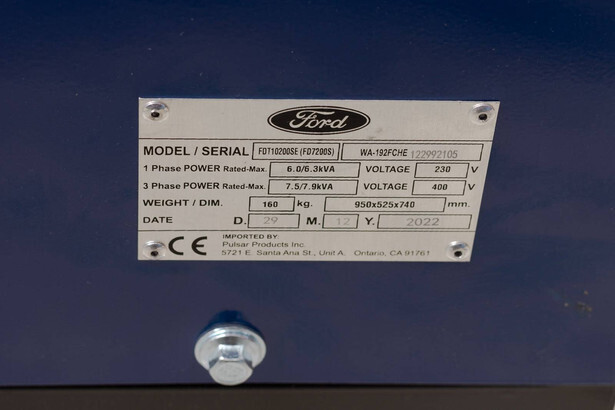 Ford
MODEL / SERIAL FDT10200SE (FD7200S) WA-192FCHE 122992105
1 Phase POWER Rated-Max. 6.0/6.3kVA VOLTAGE 230 V
3 Phase POWER Rated-Max. 7.5/7.9kVA VOLTAGE 400 V
WEIGHT / DIM. 160 kg. 950x525x740 mm.
DATE D. 29 M. 12 Y. 2022
CE IMPORTED BY:
Pulsar Products Inc.
5721 E. Santa Ana St., Unit A. Ontario, CA 91761